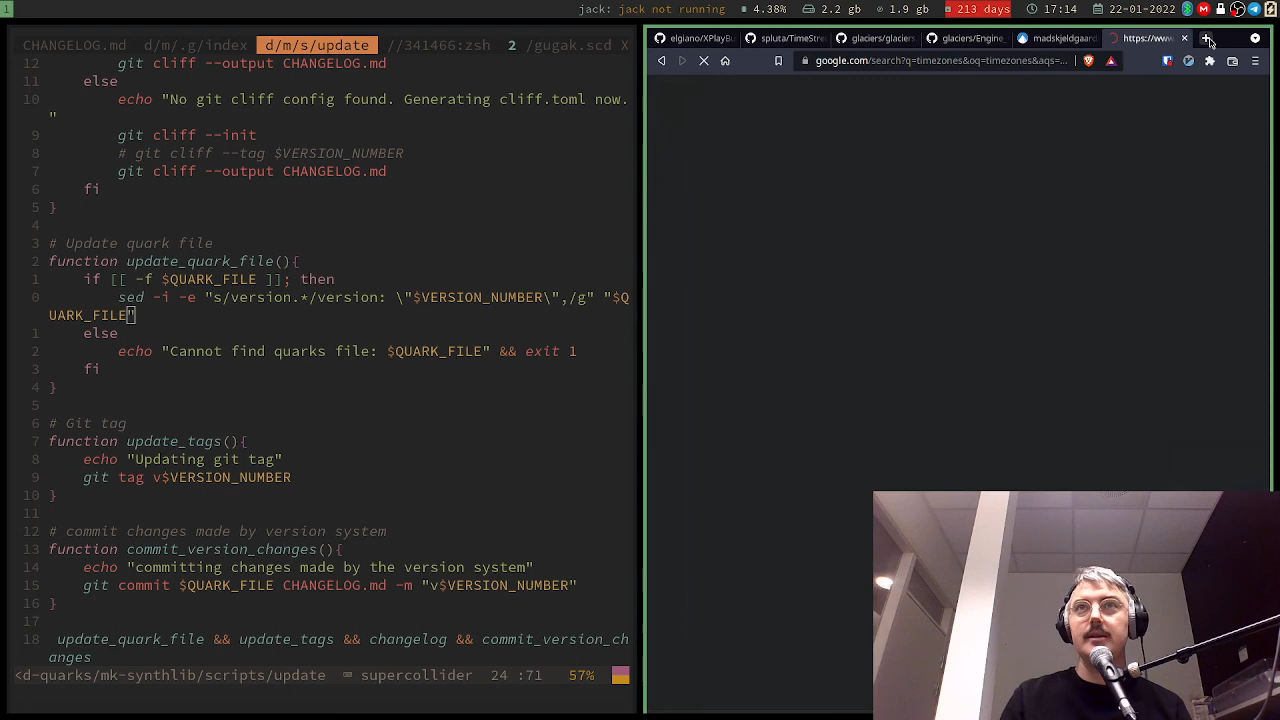 1
jack: jack not running
4.38%
2.2 gb
1.9 gb
213 days
17:14
22-01-2022
CHANGELOG.md d/m/.g/index d/m/s/update //341466:zsh 2 /gugak.scd X
12 git cliff --output CHANGELOG.md
11 else
10 echo "No git cliff config found. Generating cliff.toml now.
"
9 git cliff --init
8 # git cliff --tag $VERSION_NUMBER
7 git cliff --output CHANGELOG.md
6 fi
5 }
4
3 # Update quark file
2 function update_quark_file(){
1 if [[ -f $QUARK_FILE ]]; then
0 sed -i -e "s/version.*/version: \"$VERSION_NUMBER\",/g" "$Q
UARK_FILE"
1 else
2 echo "Cannot find quarks file: $QUARK_FILE" && exit 1
3 fi
4 }
5
6 # Git tag
7 function update_tags(){
8 echo "Updating git tag"
9 git tag v$VERSION_NUMBER
10 }
11
12 # commit changes made by version system
13 function commit_version_changes(){
14 echo "committing changes made by the version system"
15 git commit $QUARK_FILE CHANGELOG.md -m "v$VERSION_NUMBER"
16 }
17
18 update_quark_file && update_tags && changelog && commit_version_ch
anges
<d-quarks/mk-synthlib/scripts/update supercollider 24 :71 57%
elgiano/XPlayBu
spluta/TimeStre
glaciers/glaciers
glaciers/Engine_
madskjeldgaard
https://www
google.com/search?q=timezones&oq=timezones&aqs=...